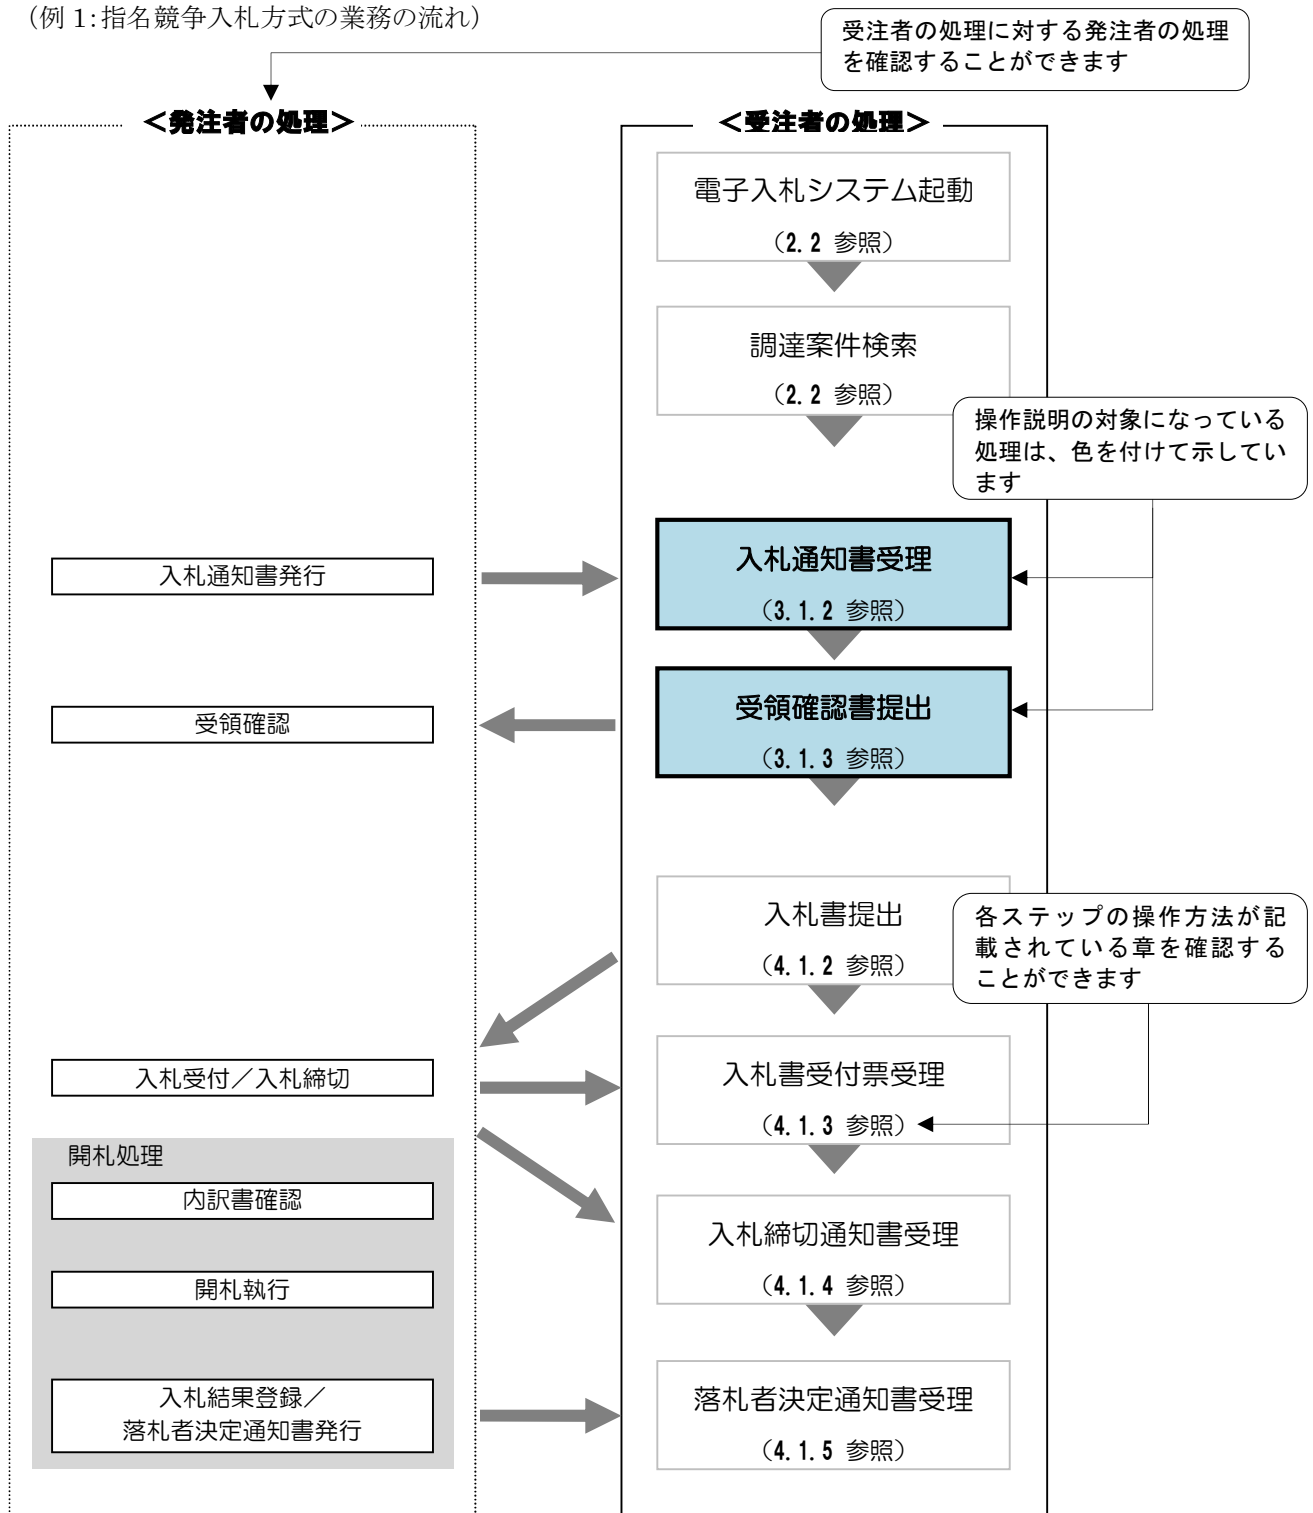 （例 1:指名競争入札方式の業務の流れ）
受注者の処理に対する発注者の処理
を確認することができます
＜発注者の処理＞
＜受注者の処理＞
電子入札システム起動
（2.2 参照）
調達案件検索
（2.2 参照）
操作説明の対象になっている
処理は、色を付けて示してい
ます
入札通知書発行
入札通知書受理
（3.1.2 参照）
受領確認
受領確認書提出
（3.1.3 参照）
入札書提出
（4.1.2 参照）
各ステップの操作方法が記
載されている章を確認する
ことができます
入札受付／入札締切
入札書受付票受理
（4.1.3 参照）
開札処理
内訳書確認
入札締切通知書受理
（4.1.4 参照）
開札執行
入札結果登録／
落札者決定通知書発行
落札者決定通知書受理
（4.1.5 参照）